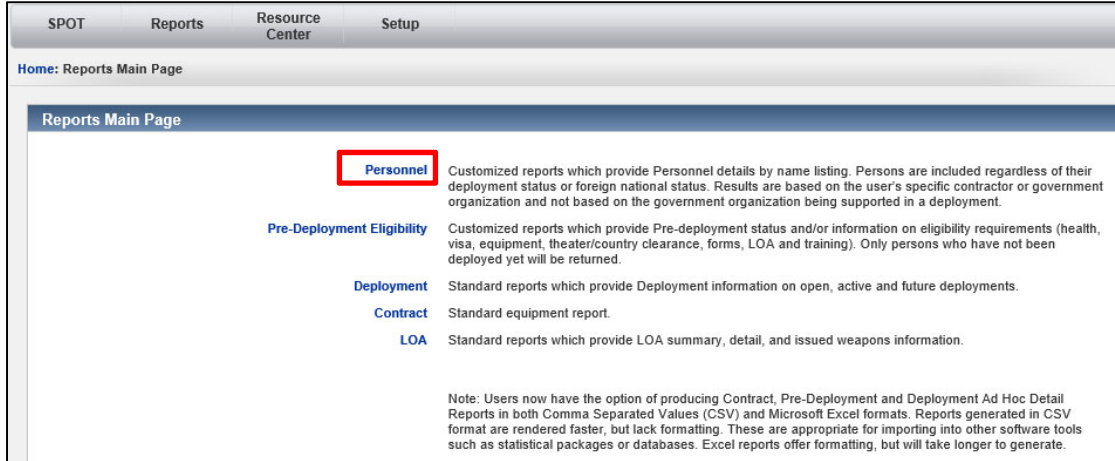 SPOT Reports Resource Center Setup
Home: Reports Main Page
Reports Main Page
Personnel Customized reports which provide Personnel details by name listing. Persons are included regardless of their
deployment status or foreign national status. Results are based on the user's specific contractor or government
organization and not based on the government organization being supported in a deployment.
Pre-Deployment Eligibility Customized reports which provide Pre-deployment status and/or information on eligibility requirements (health,
visa, equipment, theater/country clearance, forms, LOA and training). Only persons who have not been
deployed yet will be returned.
Deployment Standard reports which provide Deployment information on open, active and future deployments.
Contract Standard equipment report.
LOA Standard reports which provide LOA summary, detail, and issued weapons information.
Note: Users now have the option of producing Contract, Pre-Deployment and Deployment Ad Hoc Detail
Reports in both Comma Separated Values (CSV) and Microsoft Excel formats. Reports generated in CSV
format are rendered faster, but lack formatting. These are appropriate for importing into other software tools
such as statistical packages or databases. Excel reports offer formatting, but will take longer to generate.